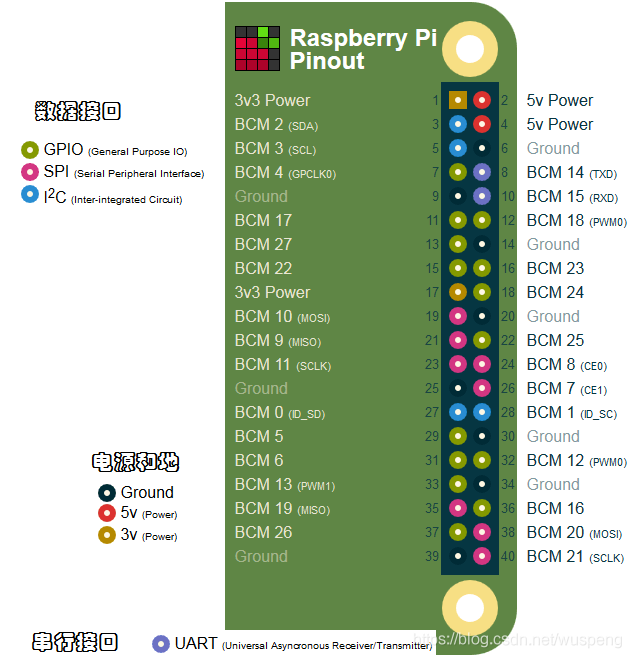 Raspberry Pi
Pinout
数据接口
GPIO (General Purpose IO)
SPI (Serial Peripheral Interface)
I2C (Inter-integrated Circuit)
3v3 Power 1 2 5v Power
BCM 2 (SDA) 3 4 5v Power
BCM 3 (SCL) 5 6 Ground
BCM 4 (GPCLK0) 7 8 BCM 14 (TXD)
Ground 9 10 BCM 15 (RXD)
BCM 17 11 12 BCM 18 (PWM0)
BCM 27 13 14 Ground
BCM 22 15 16 BCM 23
3v3 Power 17 18 BCM 24
BCM 10 (MOSI) 19 20 Ground
BCM 9 (MISO) 21 22 BCM 25
BCM 11 (SCLK) 23 24 BCM 8 (CE0)
Ground 25 26 BCM 7 (CE1)
BCM 0 (ID_SD) 27 28 BCM 1 (ID_SC)
BCM 5 29 30 Ground
BCM 6 31 32 BCM 12 (PWM0)
BCM 13 (PWM1) 33 34 Ground
BCM 19 (MISO) 35 36 BCM 16
BCM 26 37 38 BCM 20 (MOSI)
Ground 39 40 BCM 21 (SCLK)
电源和地
Ground
5v (Power)
3v (Power)
串行接口
UART (Universal Asyncronous Receiver/Transmitter)
https://blog.csdn.net/wuspeng